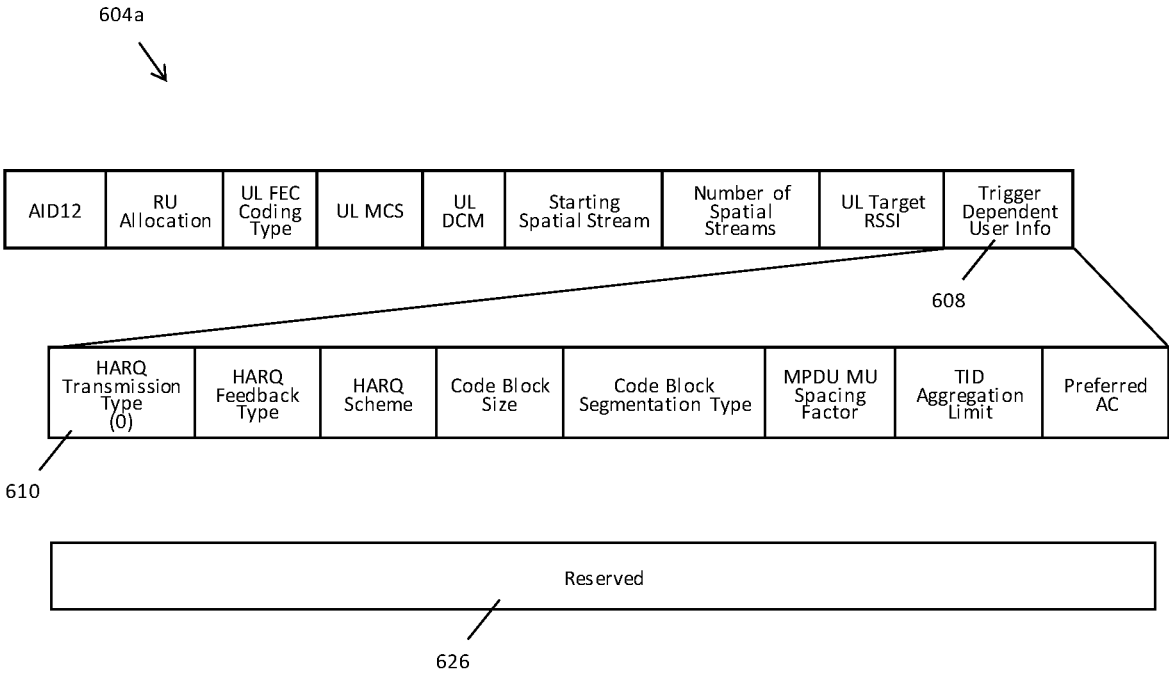 604a
AID12
RU
Allocation
UL FEC
Coding
Type
UL MCS
UL
DCM
Starting
Spatial Stream
Number of
Spatial
Streams
UL Target
RSSI
Trigger
Dependent
User Info
608
HARQ
Transmission
Type
(0)
HARQ
Feedback
Type
HARQ
Scheme
Code Block
Size
Code Block
Segmentation Type
MPDU MU
Spacing
Factor
TID
Aggregation
Limit
Preferred
AC
610
Reserved
626